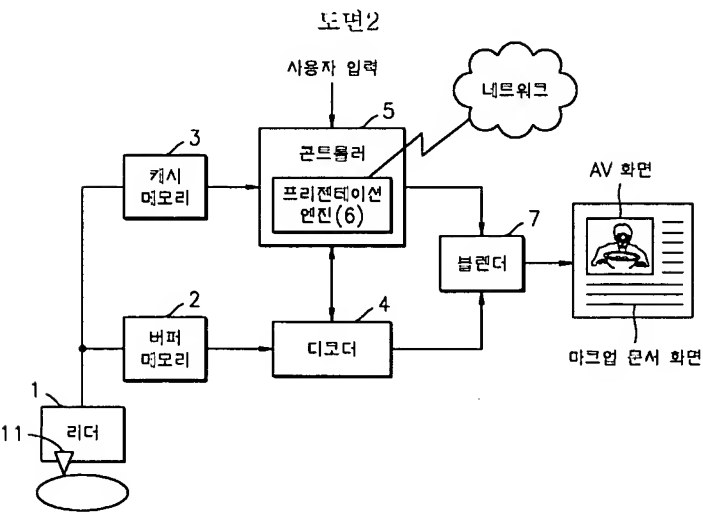 도면2
사용자 입력
네트워크
5
컨트롤러
프리젠테이션
엔진(6)
3
캐시
메모리
AV 화면
7
블렌더
2
버퍼
메모리
4
디코더
마크업 문서 화면
1
리더
11